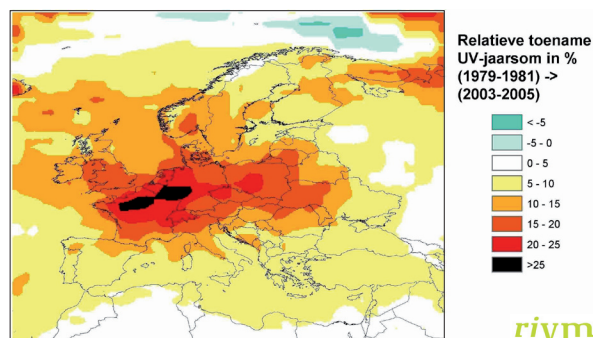 Relatieve toename
UV-jaarsom in %
(1979-1981) ->
(2003-2005)
< -5
-5 - 0
0 - 5
5 - 10
10 - 15
15 - 20
20 - 25
>25
rivm